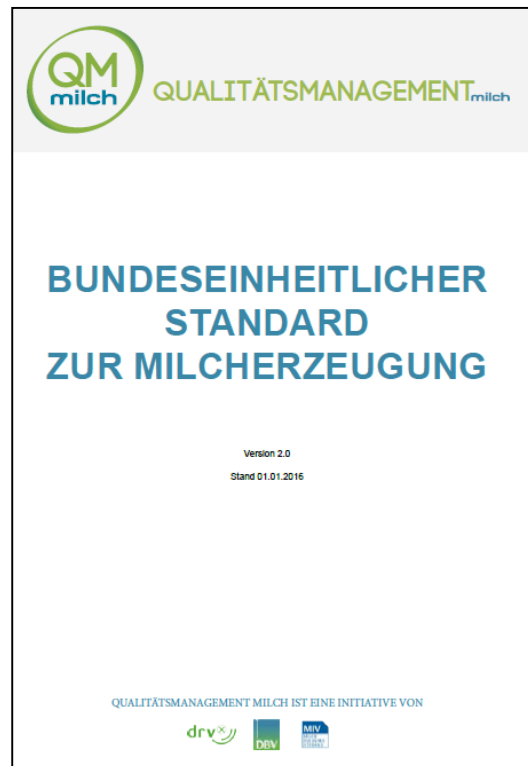 QM
milch
QUALITÄTSMANAGEMENTmilch
BUNDESEINHEITLICHER
STANDARD
ZUR MILCHERZEUGUNG
Version 2.0
Stand 01.01.2016
QUALITÄTSMANAGEMENT MILCH IST EINE INITIATIVE VON
drv
DBV
MIV